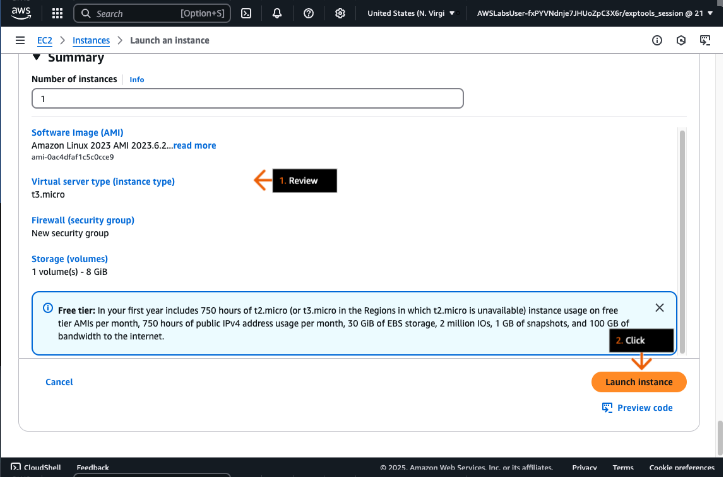 aws
Search [Option+S]
United States (N. Virgi
AWSLabsUser-fxPYVNdnje7JHUoZpC3X6r/exptools_session @ 21
EC2 > Instances > Launch an instance
Summary
Number of instances Info
1
Software Image (AMI)
Amazon Linux 2023 AMI 2023.6.2...read more
ami-0ac4dfaf1c5c0cce9
Virtual server type (instance type)
t3.micro
1. Review
Firewall (security group)
New security group
Storage (volumes)
1 volume(s) - 8 GiB
Free tier: In your first year includes 750 hours of t2.micro (or t3.micro in the Regions in which t2.micro is unavailable) instance usage on free
tier AMIs per month, 750 hours of public IPv4 address usage per month, 30 GiB of EBS storage, 2 million IOs, 1 GB of snapshots, and 100 GB of
bandwidth to the internet.
2. Click
Cancel
Launch instance
Preview code
CloudShell Feedback
© 2025, Amazon Web Services, Inc. or its affiliates. Privacy Terms Cookie preferences